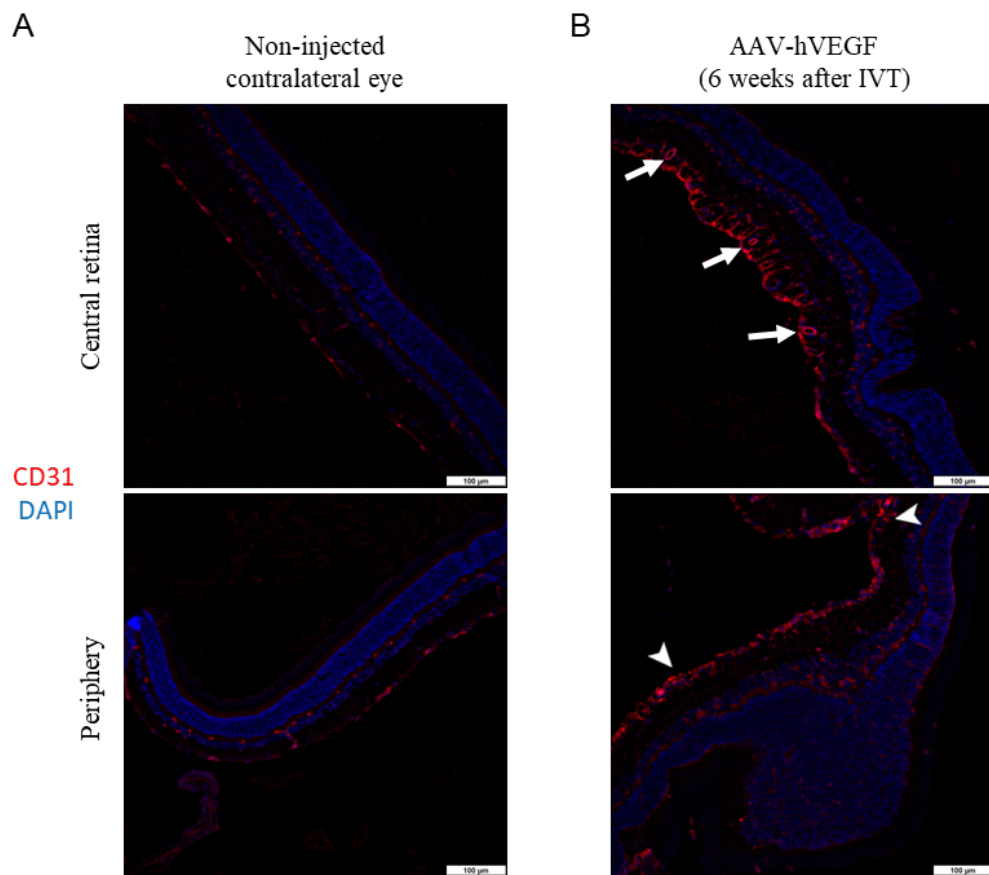 A
Non-injected
contralateral eye
B
AAV-hVEGF
(6 weeks after IVT)
Central retina
100 µm
100 µm
CD31
DAPI
Periphery
100 µm
100 µm